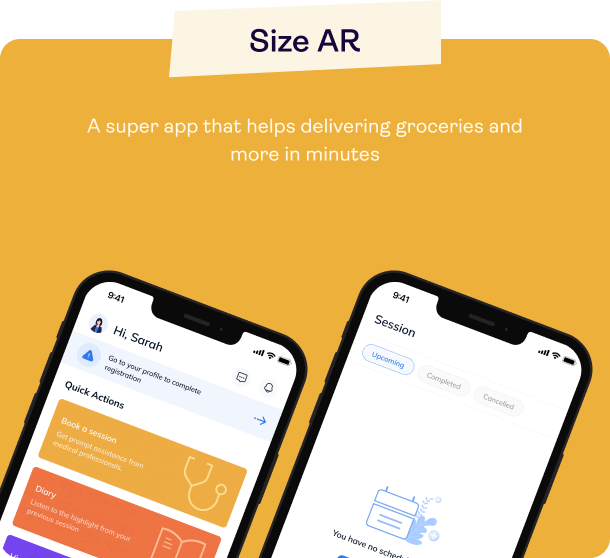 Size AR
A super app that helps delivering groceries and
more in minutes
9:41
Hi, Sarah
Go to your profile to complete
registration
Quick Actions
Book a session
Get prompt assistance from
medical professionals.
Diary
Listen to the highlight from your
previous session
9:41
Session
Upcoming
Completed
Cancelled
You have no